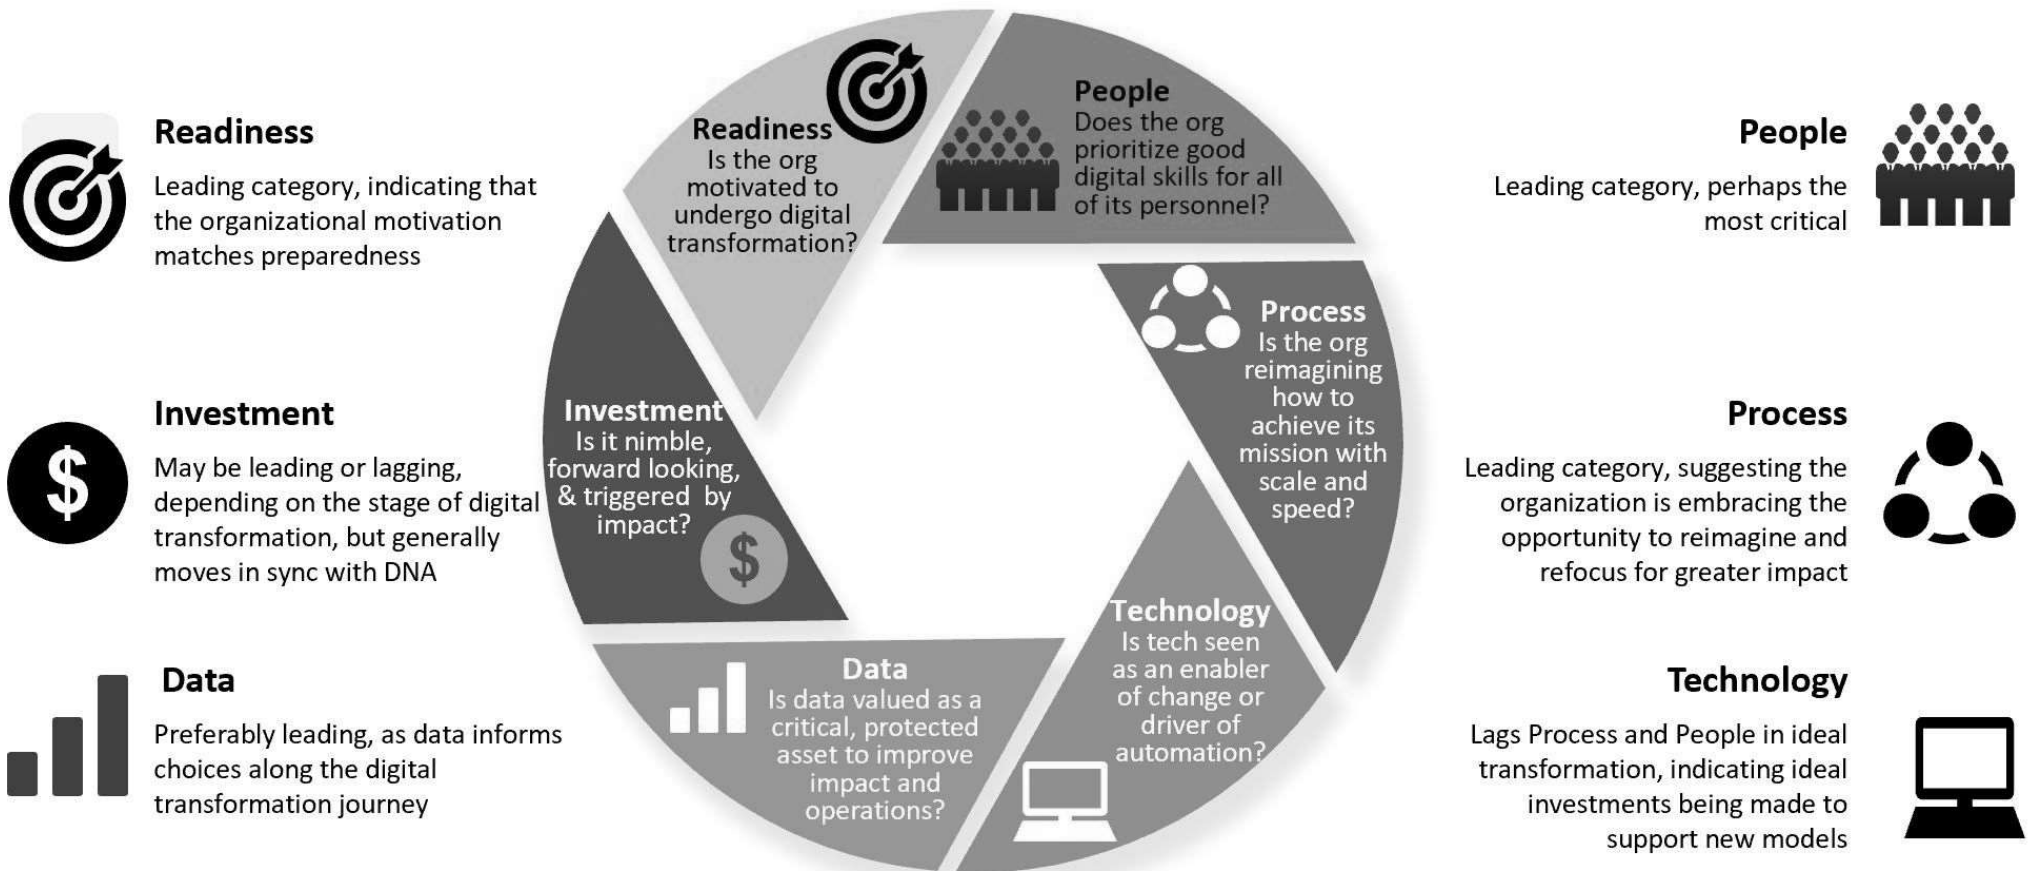 Readiness
Leading category, indicating that
the organizational motivation
matches preparedness
Investment
May be leading or lagging,
depending on the stage of digital
transformation, but generally
moves in sync with DNA
Data
Preferably leading, as data informs
choices along the digital
transformation journey
Readiness
Is the org
motivated to
undergo digital
transformation?
People
Does the org
prioritize good
digital skills for all
of its personnel?
Process
Is the org
reimagining
how to
achieve its
mission with
scale and
speed?
Technology
Is tech seen
as an enabler
of change or
driver of
automation?
Data
Is data valued as a
critical, protected
asset to improve
impact and
operations?
Investment
Is it nimble,
forward looking,
& triggered by
impact?
$
People
Leading category, perhaps the
most critical
Process
Leading category, suggesting the
organization is embracing the
opportunity to reimagine and
refocus for greater impact
Technology
Lags Process and People in ideal
transformation, indicating ideal
investments being made to
support new models
$